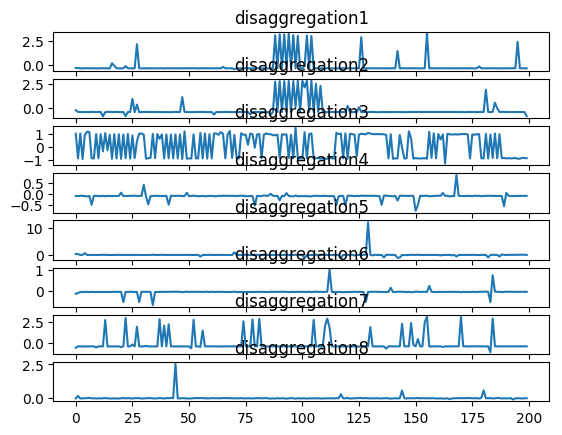 disaggregation1
2.5
0.0
disaggregation2
2.5
0.0
disaggregation3
1
0
−1
disaggregation4
0.5
0.0
−0.5
disaggregation5
10
0
disaggregation6
1
0
disaggregation7
2.5
0.0
disaggregation8
2.5
0.0
0 25 50 75 100 125 150 175 200